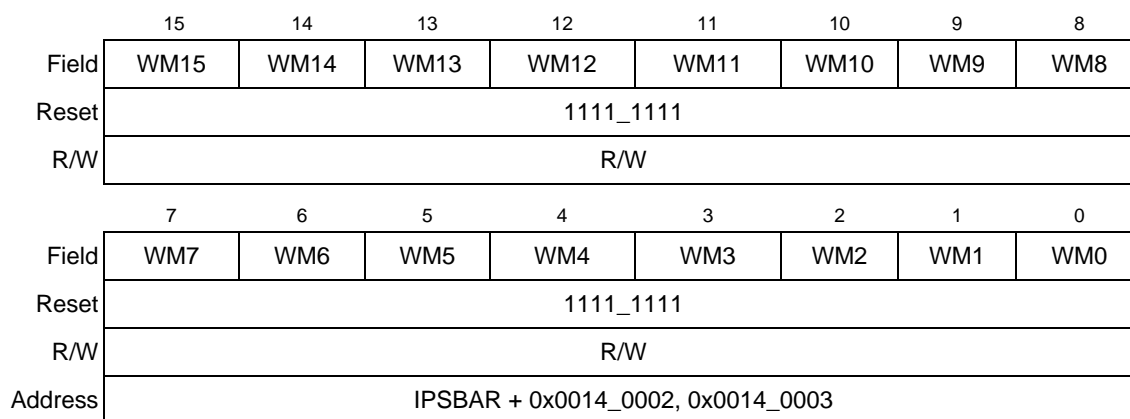 15 14 13 12 11 10 9 8
Field WM15 WM14 WM13 WM12 WM11 WM10 WM9 WM8
Reset 1111_1111
R/W R/W
7 6 5 4 3 2 1 0
Field WM7 WM6 WM5 WM4 WM3 WM2 WM1 WM0
Reset 1111_1111
R/W R/W
Address IPSBAR + 0x0014_0002, 0x0014_0003